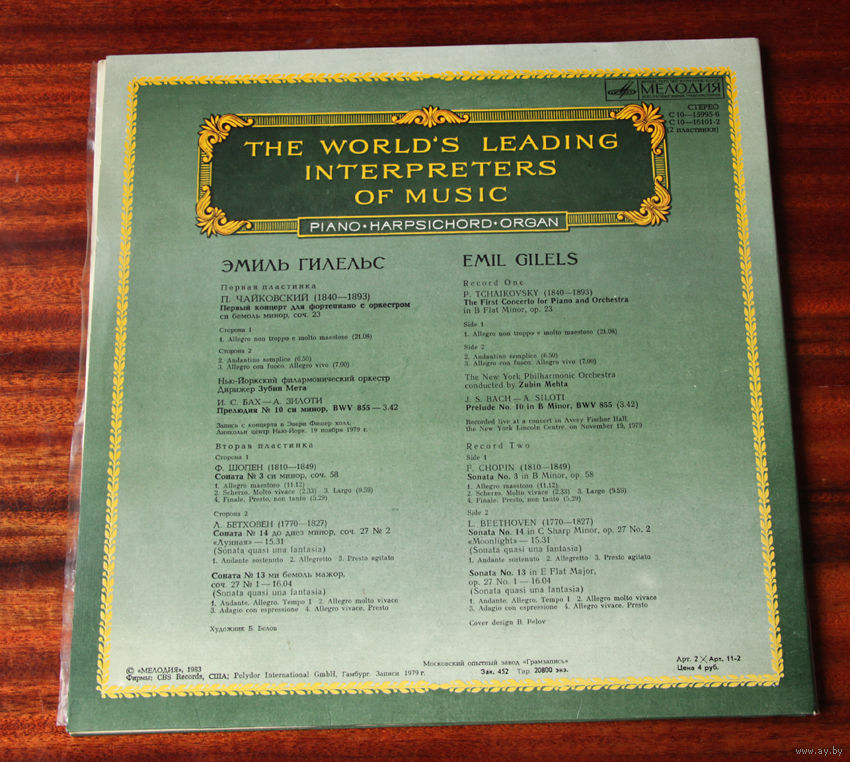 МЕЛОДИЯ
СТЕРЕО
С 10—15995-6
С 10—16101-2
(2 пластинки)
THE WORLD'S LEADING
INTERPRETERS
OF MUSIC
PIANO·HARPSICHORD·ORGAN
ЭМИЛЬ ГИЛЕЛЬС
Первая пластинка
П. ЧАЙКОВСКИЙ (1840—1893)
Первый концерт для фортепиано с оркестром
си бемоль минор, соч. 23
Сторона 1
1. Allegro non troppo e molto maestoso (21.08)
Сторона 2
2. Andantino semplice (6.50)
3. Allegro con fuoco. Allegro vivo (7.00)
Нью-Йоркский филармонический оркестр
Дирижер Зубин Мета
И. С. БАХ—А. ЗИЛОТИ
Прелюдия № 10 си минор, BWV 855—3.42
Запись с концерта в Эвери Фишер холл.
Линкольн центр Нью-Йорк. 19 ноября 1979 г.
Вторая пластинка
Сторона 1
Ф. ШОПЕН (1810—1849)
Соната № 3 си минор, соч. 58
1. Allegro maestoso (11.12)
2. Scherzo. Molto vivace (2.33) 3. Largo (9.59)
4. Finale. Presto, non tanto (5.29)
Сторона 2
Л. БЕТХОВЕН (1770—1827)
Соната № 14 до диез минор, соч. 27 № 2
«Лунная»—15.31
(Sonata quasi una fantasia)
1. Andante sostenuto 2. Allegretto 3. Presto agitato
Соната № 13 ми бемоль мажор,
соч. 27 № 1—16.04
(Sonata quasi una fantasia)
1. Andante. Allegro. Tempo 1 2. Allegro molto vivace
3. Adagio con espressione 4. Allegro vivace. Presto
Художник Б. Белов
EMIL GILELS
Record One
P. TCHAIKOVSKY (1840—1893)
The First Concerto for Piano and Orchestra
in B Flat Minor, op. 23
Side 1
1. Allegro non troppo e molto maestoso (21.08)
Side 2
2. Andantino semplice (6.50)
3. Allegro con fuoco. Allegro vivo (7.00)
The New York Philharmonic Orchestra
conducted by Zubin Mehta
J. S. BACH—A. SILOTI
Prelude No. 10 in B Minor, BWV 855 (3.42)
Recorded live at a concert in Avery Fischer Hall,
the New York Lincoln Centre, on November 19, 1979
Record Two
Side 1
F. CHOPIN (1810—1849)
Sonata No. 3 in B Minor, op. 58
1. Allegro maestoso (11.12)
2. Scherzo. Molto vivace (2.33) 3. Largo (9.59)
4. Finale. Presto, non tanto (5.29)
Side 2
L. BEETHOVEN (1770—1827)
Sonata No. 14 in C Sharp Minor, op. 27 No. 2
«Moonlight»—15.31
(Sonata quasi una fantasia)
1. Andante sostenuto 2. Allegretto 3. Presto agitato
Sonata No. 13 in E Flat Major,
op. 27 No. 1—16.04
(Sonata quasi una fantasia)
1. Andante. Allegro. Tempo 1 2. Allegro molto vivace
3. Adagio con espressione 4. Allegro vivace. Presto
Cover design B. Belov
© «МЕЛОДИЯ», 1983
Фирмы: CBS Records, США; Polydor International GmbH, Гамбург. Записи 1979 г.
Московский опытный завод «Грамзапись»
Зак. 452 Тир. 20800 экз.
Арт. 2 X Арт. 11-2
Цена 4 руб.
www.ay.by